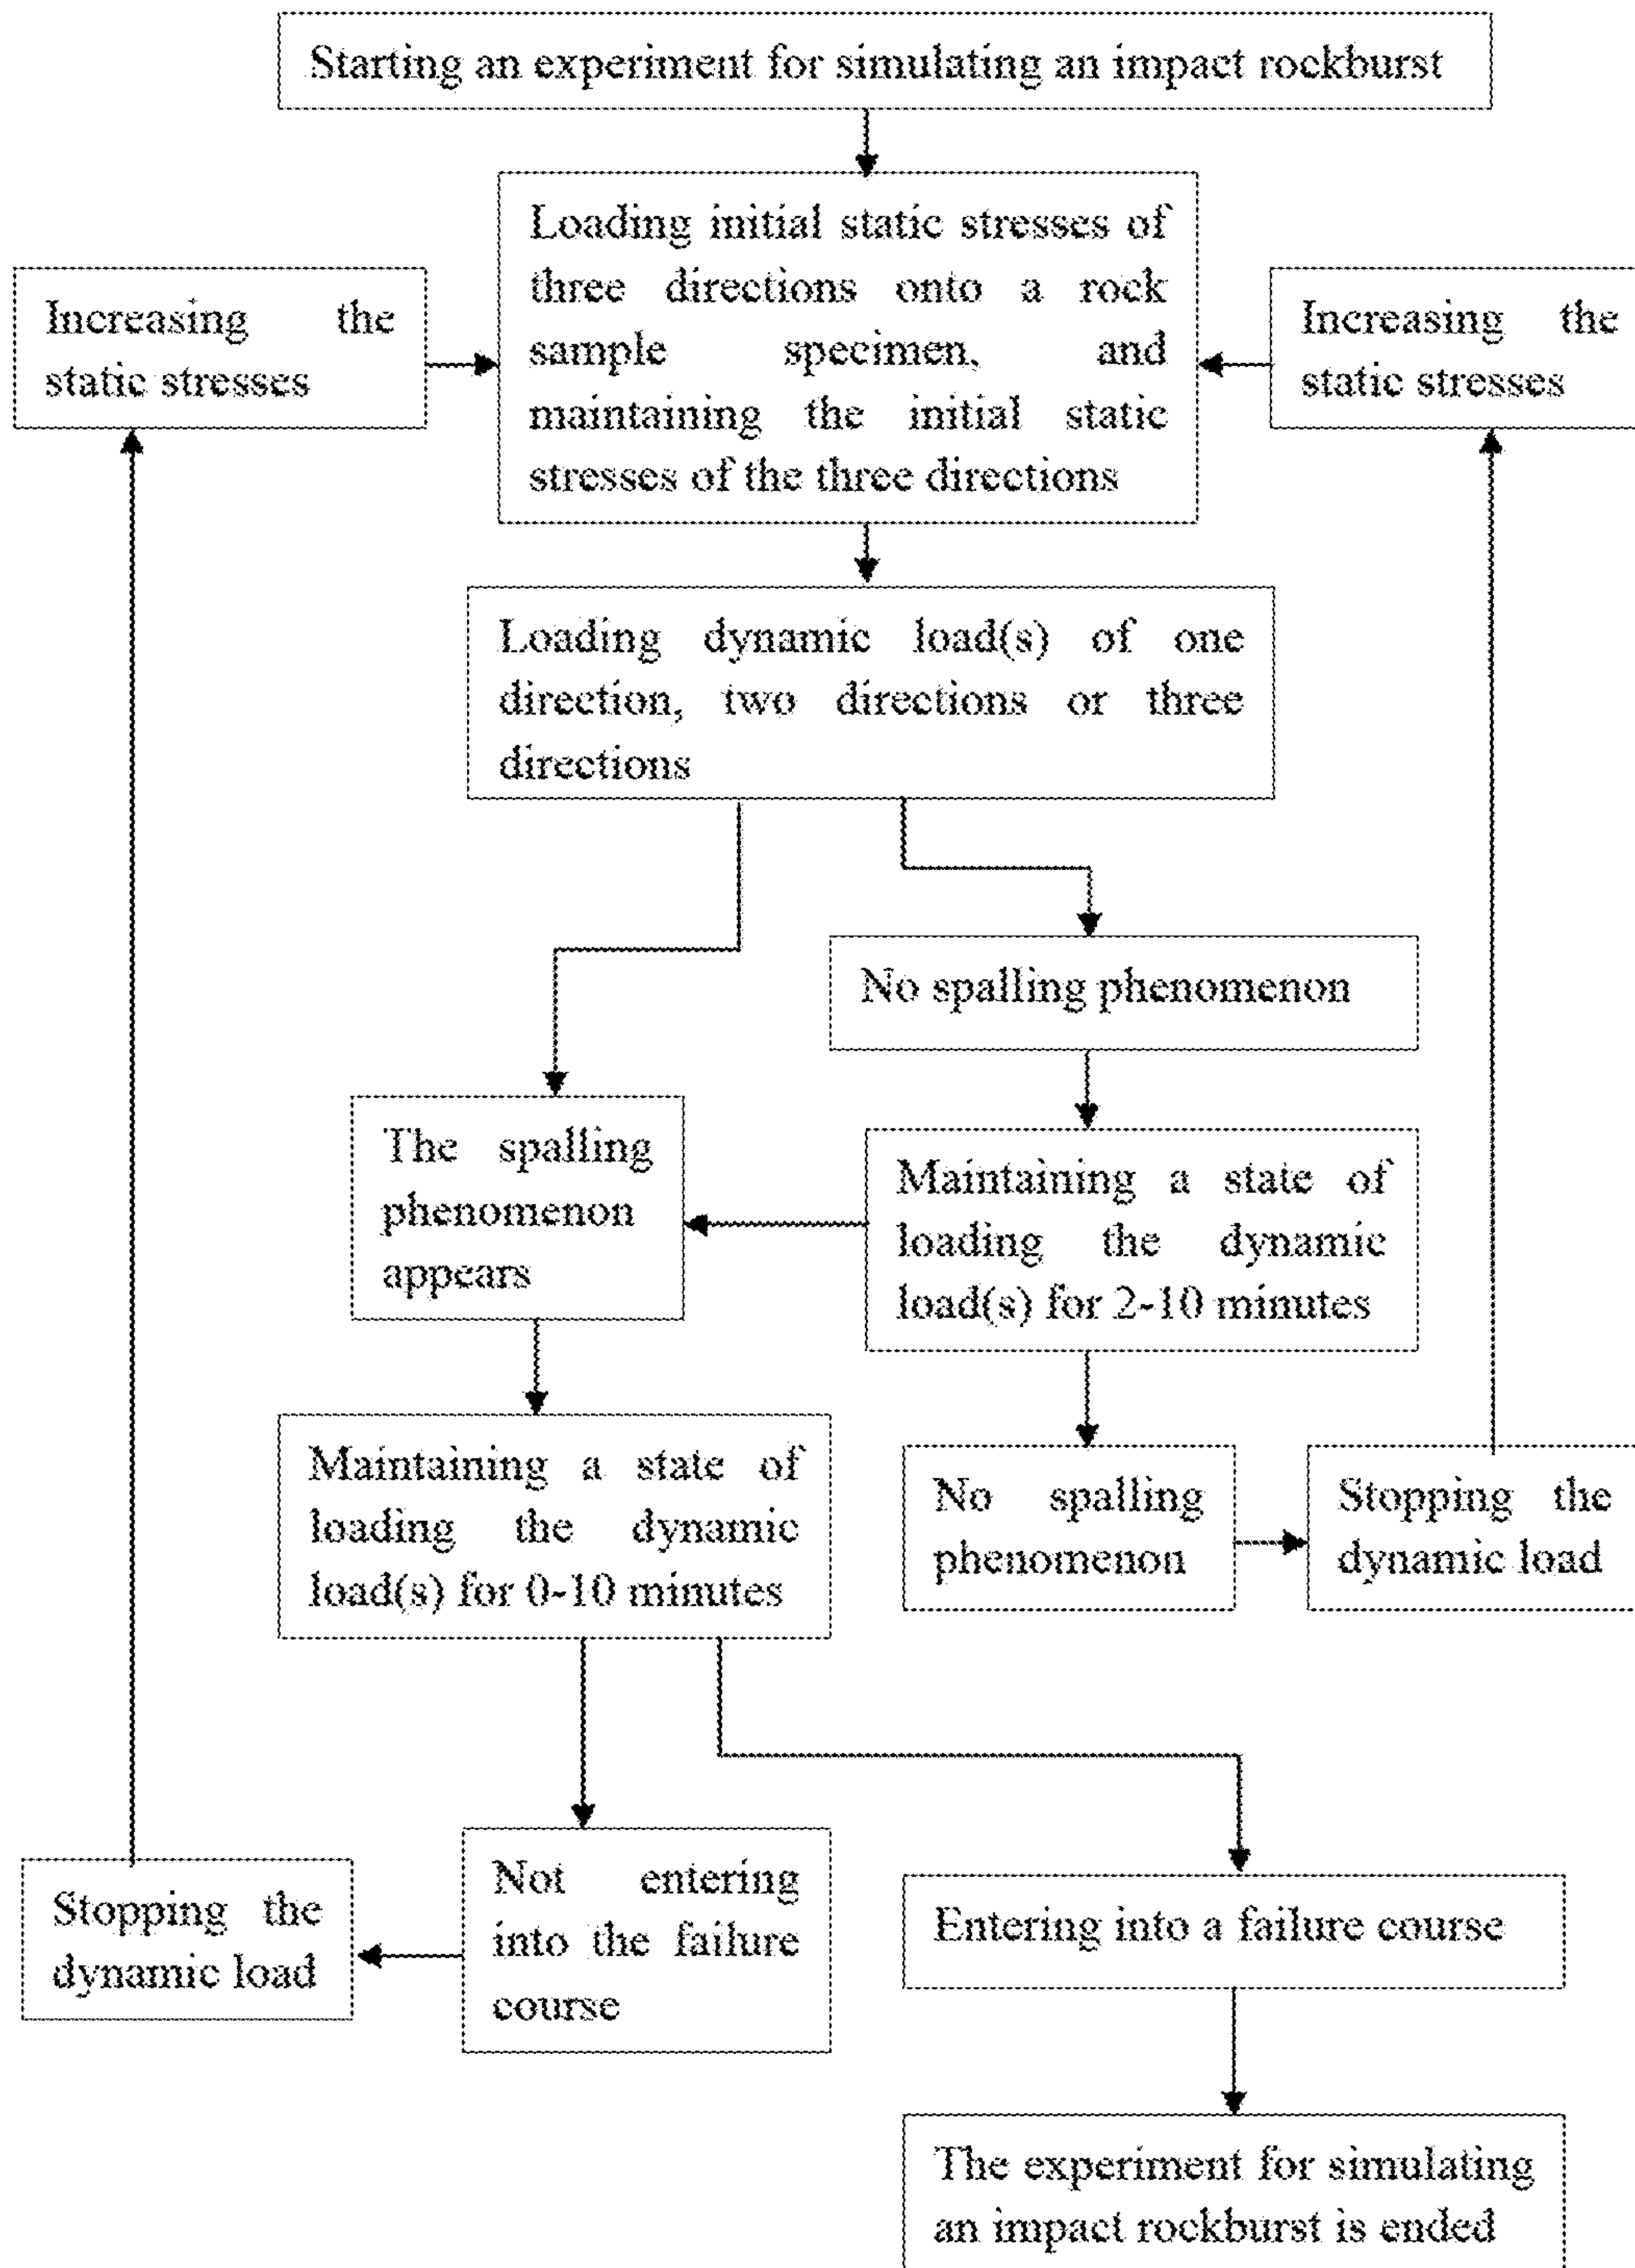 Starting an experiment for simulating an impact rockburst
Loading initial static stresses of
three directions onto a rock
sample specimen, and
maintaining the initial static
stresses of the three directions
Increasing the
static stresses
Increasing the
static stresses
Loading dynamic load(s) of one
direction, two directions or three
directions
No spalling phenomenon
The spalling
phenomenon
appears
Maintaining a state of
loading the dynamic
load(s) for 2-10 minutes
Maintaining a state of
loading the dynamic
load(s) for 0-10 minutes
No spalling
phenomenon
Stopping the
dynamic load
Stopping the
dynamic load
Not entering
into the failure
course
Entering into a failure course
The experiment for simulating
an impact rockburst is ended